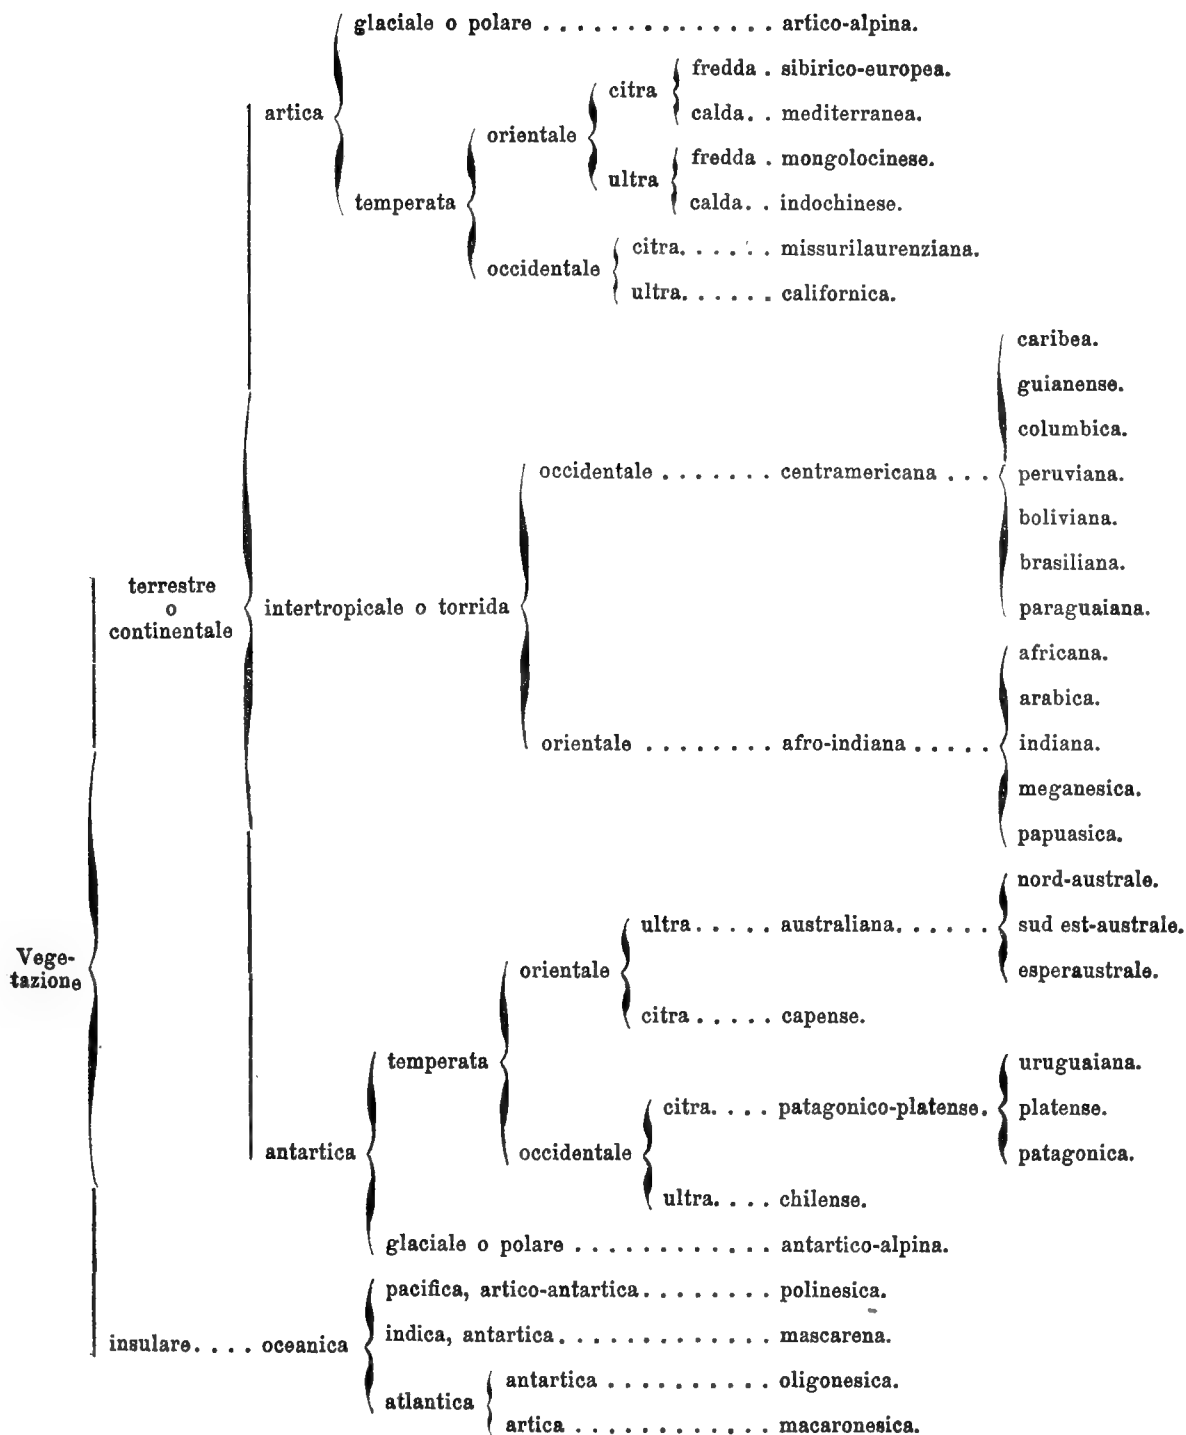 glaciale o polare . . . . . . . . . . . . . . artico-alpina.
fredda . sibirico-europea.
citra
artica
calda. . mediterranea.
orientale
fredda . mongolocinese.
ultra
temperata
calda. . indochinese.
citra. . . . . . missurilaurenziana.
occidentale
ultra. . . . . . californica.
caribea.
guianense.
columbica.
occidentale . . . . . . . centramericana . . . peruviana.
boliviana.
brasiliana.
terrestre
o
continentale
intertropicale o torrida
paraguaiana.
africana.
arabica.
orientale . . . . . . . . afro-indiana . . . . . indiana.
meganesica.
papuasica.
nord-australe.
ultra . . . . . australiana. . . . . . sud est-australe.
Vege-
tazione
orientale
esperaustrale.
citra . . . . . capense.
temperata
uruguaiana.
citra. . . . patagonico-platense. platense.
antartica
occidentale
patagonica.
ultra. . . . chilense.
glaciale o polare . . . . . . . . . . . . antartico-alpina.
pacifica, artico-antartica. . . . . . . . polinesica.
insulare. . . . oceanica
indica, antartica. . . . . . . . . . . . . mascarena.
antartica . . . . . . . . . . oligonesica.
atlantica
artica . . . . . . . . . . . . macaronesica.